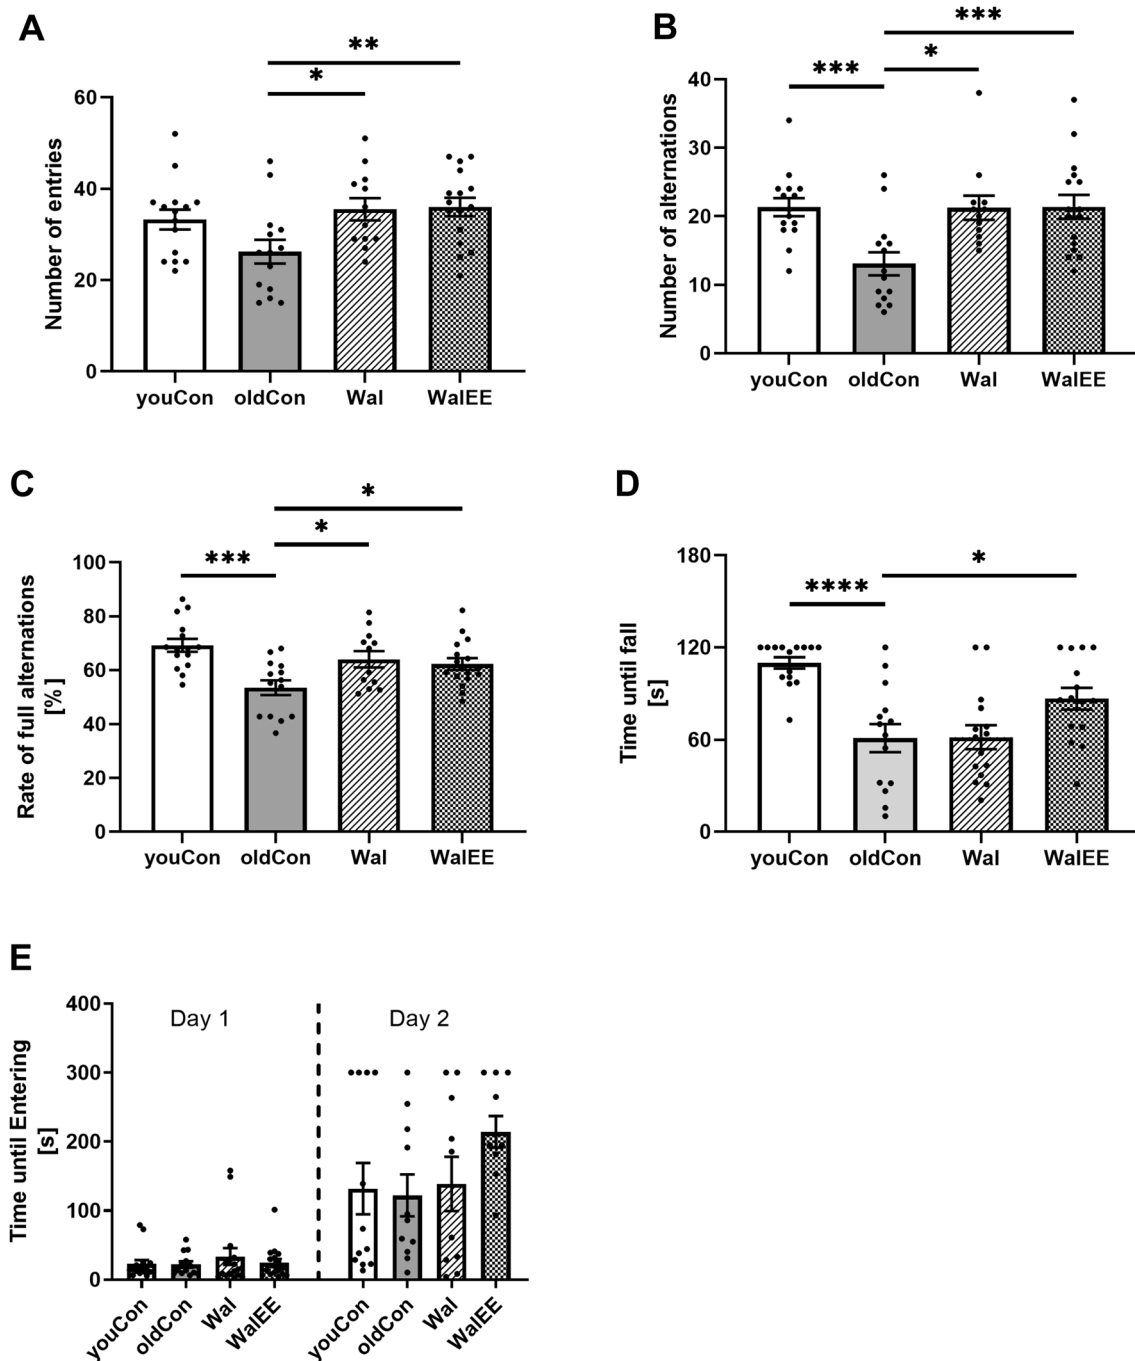 A
**
*
Number of entries
60
40
20
0
youCon oldCon Wal WalEE
B
***
*
***
Number of alternations
40
30
20
10
0
youCon oldCon Wal WalEE
C
*
*
***
Rate of full alternations
[%]
100
80
60
40
20
0
youCon oldCon Wal WalEE
D
*
****
Time until fall
[s]
180
120
60
0
youCon oldCon Wal WalEE
E
Time until Entering
[s]
400
300
200
100
0
Day 1 Day 2
youCon oldCon Wal WalEE youCon oldCon Wal WalEE